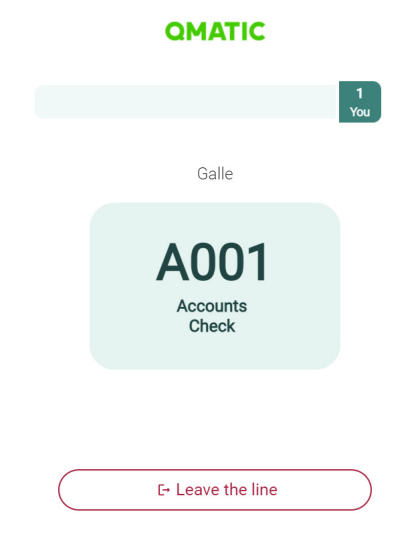 QMATIC
1
You
Galle
A001
Accounts
Check
Leave the line